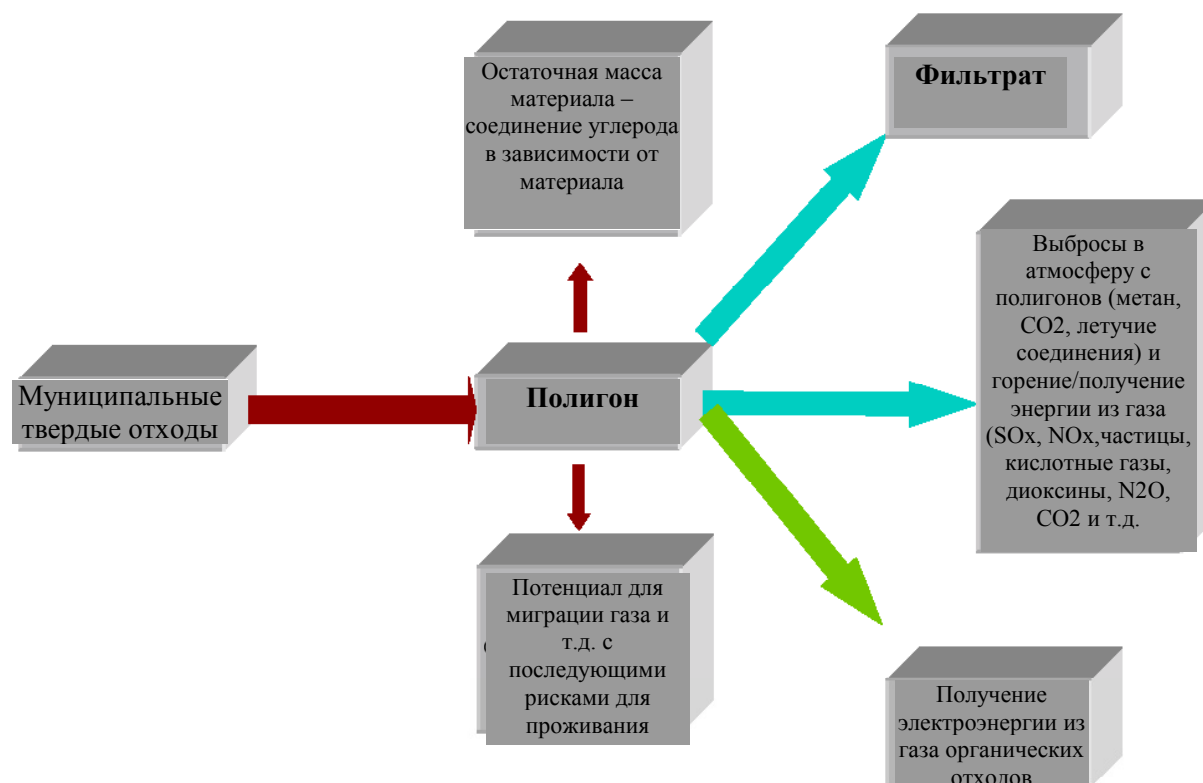 Остаточная масса
материала –
соединение углерода
в зависимости от
материала
Фильтрат
Выбросы в
атмосферу с
полигонов (метан,
CO2, летучие
соединения) и
горение/получение
энергии из газа
(SOx, NOx,частицы,
кислотные газы,
диоксины, N2O,
CO2 и т.д.
Муниципальные
твердые отходы
Полигон
Потенциал для
миграции газа и
т.д. с
последующими
рисками для
проживания
Получение
электроэнергии из
газа органических
отходов